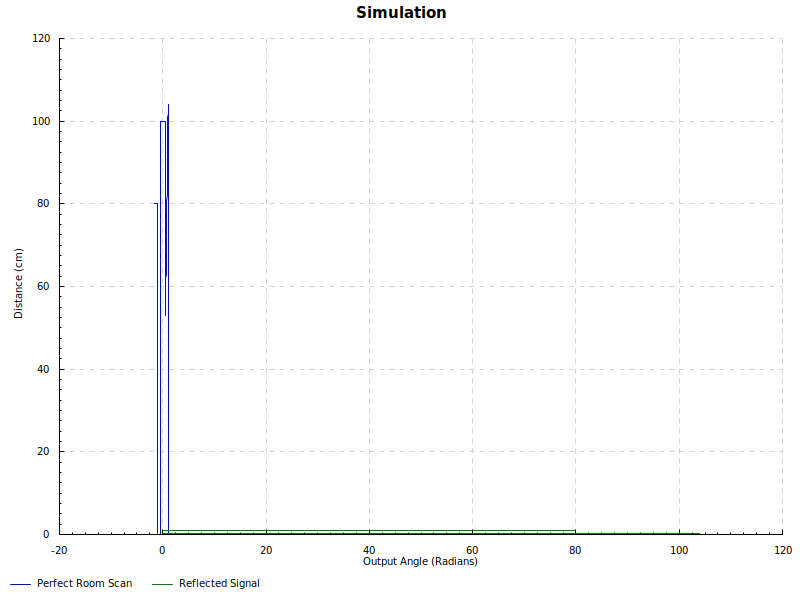 Simulation
120
100
80
60
40
20
0
Distance (cm)
-20 0 20 40 60 80 100 120
Output Angle (Radians)
Perfect Room Scan Reflected Signal